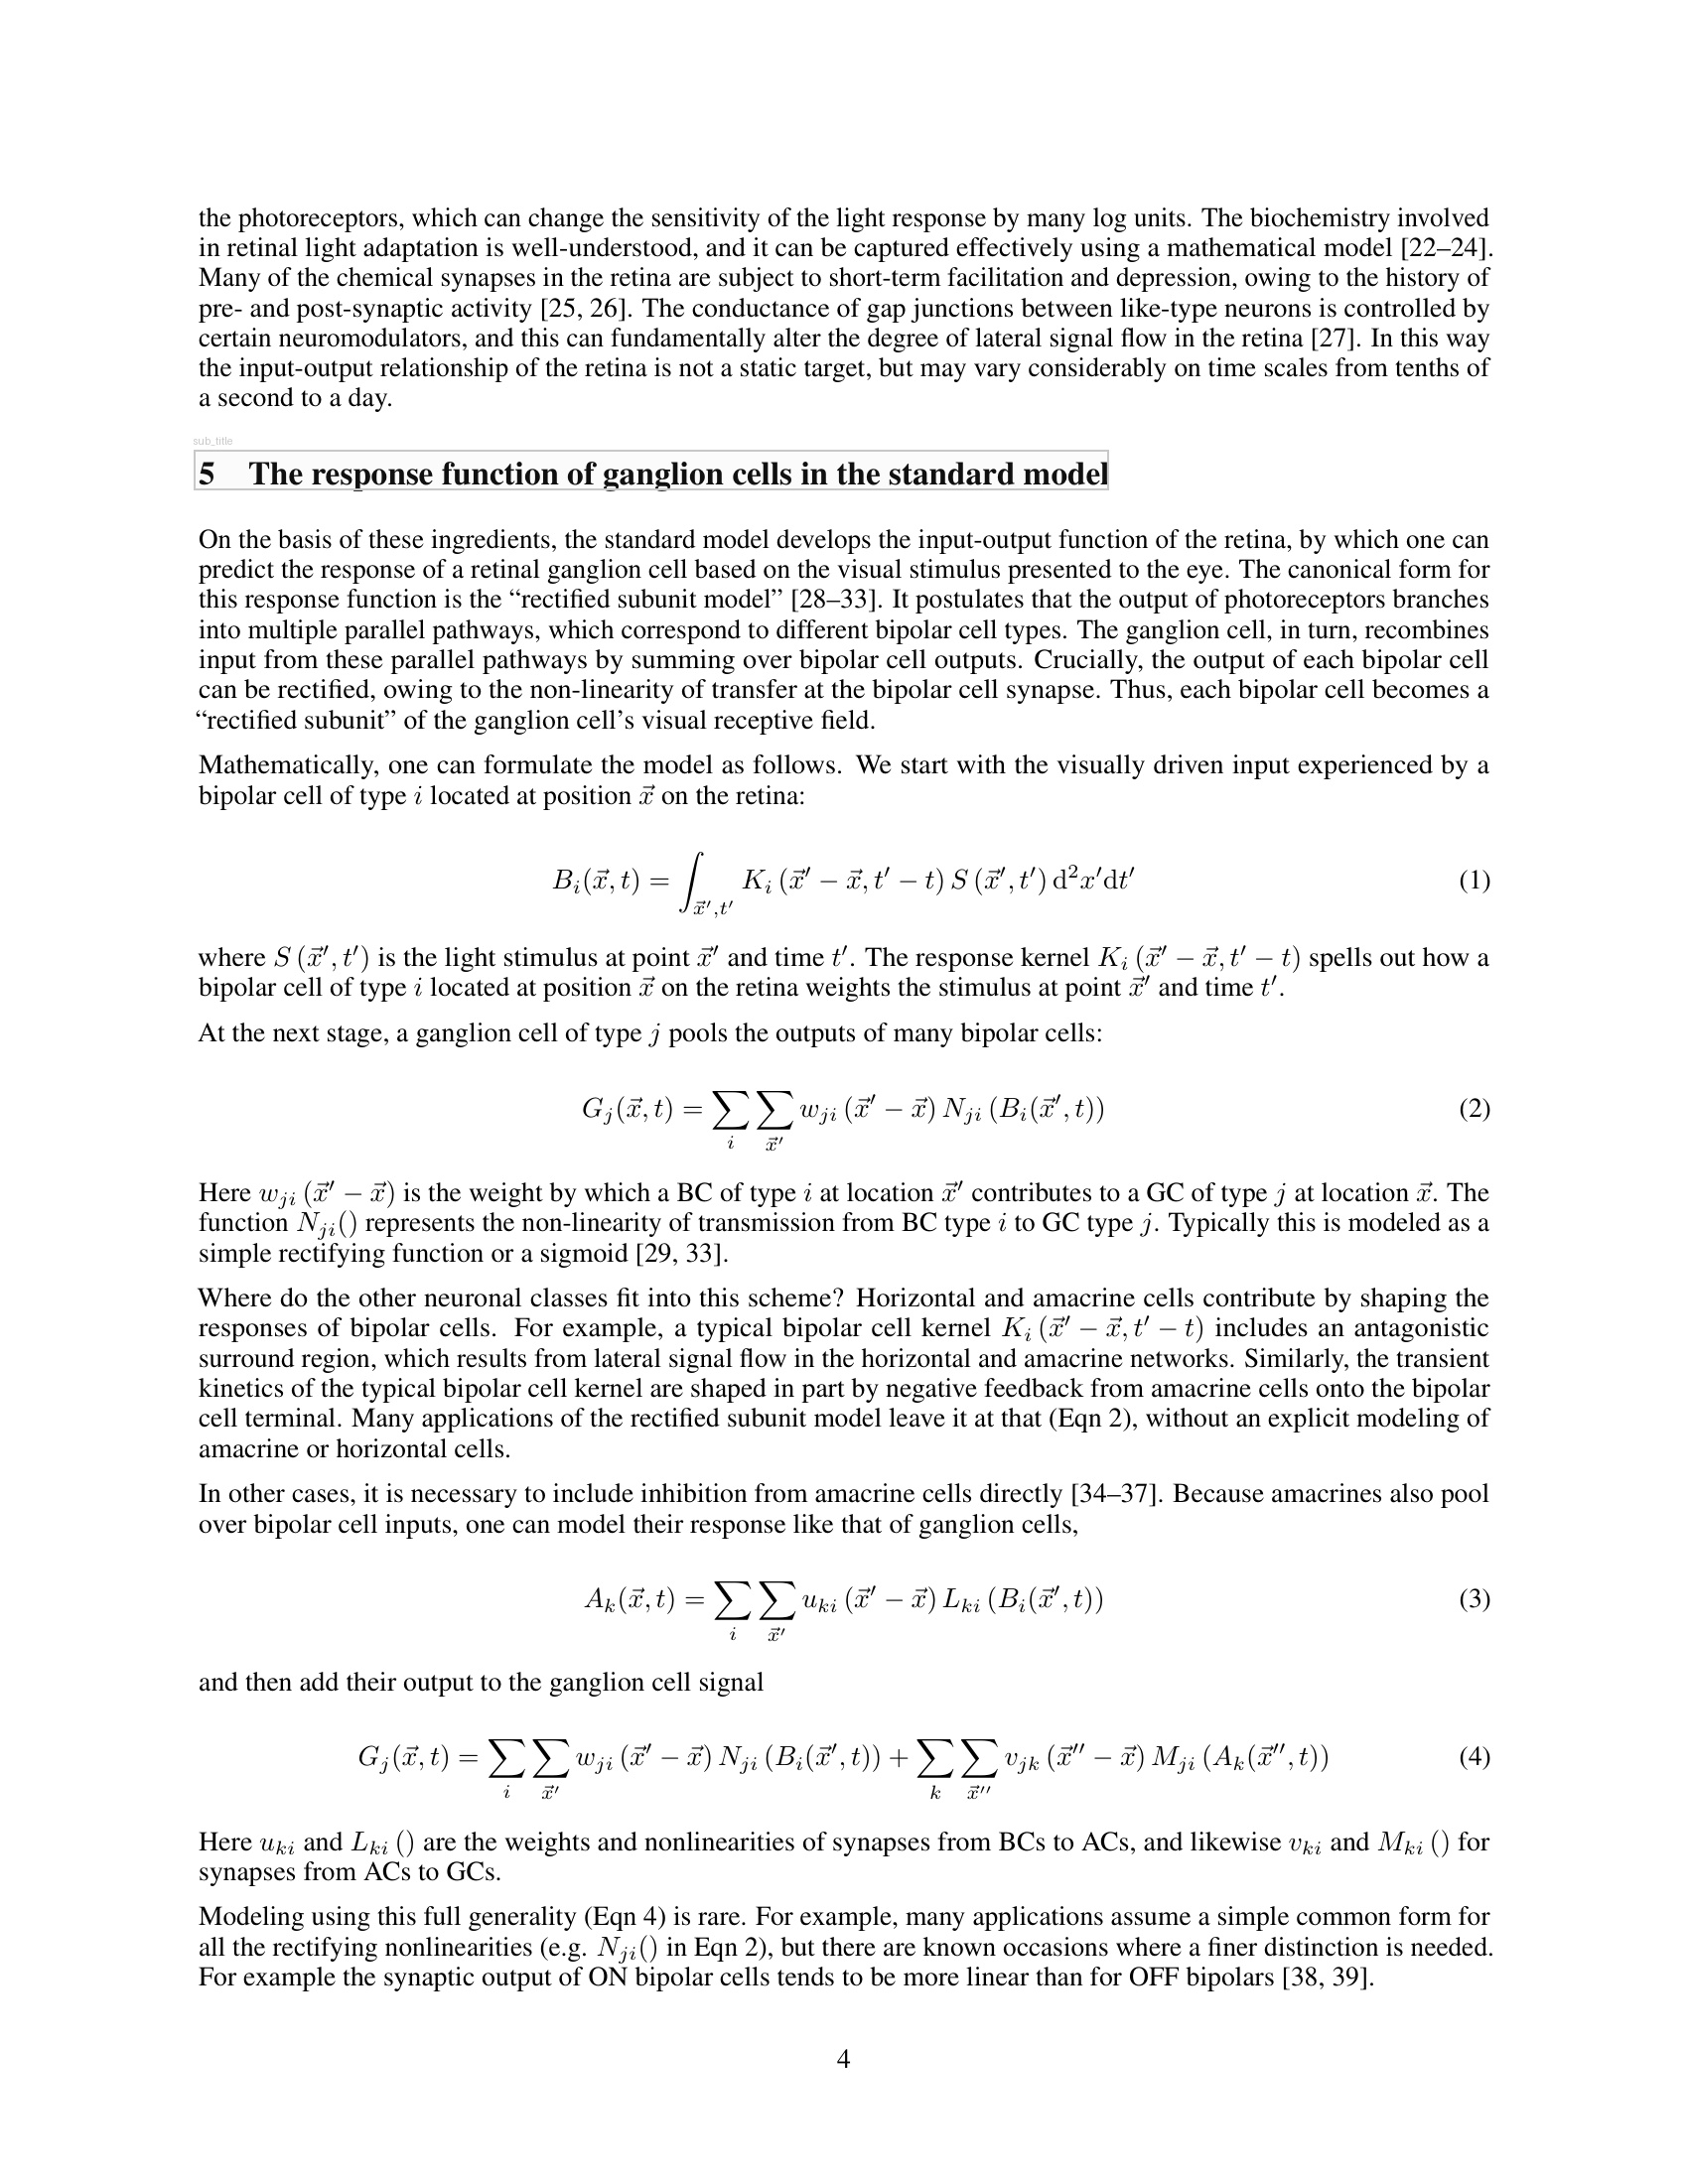 the photoreceptors, which can change the sensitivity of the light response by many log units. The biochemistry involved
in retinal light adaptation is well-understood, and it can be captured effectively using a mathematical model [22–24].
Many of the chemical synapses in the retina are subject to short-term facilitation and depression, owing to the history of
pre- and post-synaptic activity [25, 26]. The conductance of gap junctions between like-type neurons is controlled by
certain neuromodulators, and this can fundamentally alter the degree of lateral signal flow in the retina [27]. In this way
the input-output relationship of the retina is not a static target, but may vary considerably on time scales from tenths of
a second to a day.
sub_title
5 The response function of ganglion cells in the standard model
On the basis of these ingredients, the standard model develops the input-output function of the retina, by which one can
predict the response of a retinal ganglion cell based on the visual stimulus presented to the eye. The canonical form for
this response function is the “rectified subunit model” [28–33]. It postulates that the output of photoreceptors branches
into multiple parallel pathways, which correspond to different bipolar cell types. The ganglion cell, in turn, recombines
input from these parallel pathways by summing over bipolar cell outputs. Crucially, the output of each bipolar cell
can be rectified, owing to the non-linearity of transfer at the bipolar cell synapse. Thus, each bipolar cell becomes a
“rectified subunit” of the ganglion cell’s visual receptive field.
Mathematically, one can formulate the model as follows. We start with the visually driven input experienced by a
bipolar cell of type $i$ located at position $\vec{x}$ on the retina:
$B_i(\vec{x}, t) = \int_{\vec{x}', t'} K_i\,(\vec{x}' - \vec{x}, t' - t)\, S\,(\vec{x}', t')\, \mathrm{d}^2x'\mathrm{d}t'$ (1)
where $S\,(\vec{x}', t')$ is the light stimulus at point $\vec{x}'$ and time $t'$. The response kernel $K_i\,(\vec{x}' - \vec{x}, t' - t)$ spells out how a
bipolar cell of type $i$ located at position $\vec{x}$ on the retina weights the stimulus at point $\vec{x}'$ and time $t'$.
At the next stage, a ganglion cell of type $j$ pools the outputs of many bipolar cells:
$G_j(\vec{x}, t) = \sum_i \sum_{\vec{x}'} w_{ji}\,(\vec{x}' - \vec{x})\, N_{ji}\,(B_i(\vec{x}', t))$ (2)
Here $w_{ji}\,(\vec{x}' - \vec{x})$ is the weight by which a BC of type $i$ at location $\vec{x}'$ contributes to a GC of type $j$ at location $\vec{x}$. The
function $N_{ji}()$ represents the non-linearity of transmission from BC type $i$ to GC type $j$. Typically this is modeled as a
simple rectifying function or a sigmoid [29, 33].
Where do the other neuronal classes fit into this scheme? Horizontal and amacrine cells contribute by shaping the
responses of bipolar cells. For example, a typical bipolar cell kernel $K_i\,(\vec{x}' - \vec{x}, t' - t)$ includes an antagonistic
surround region, which results from lateral signal flow in the horizontal and amacrine networks. Similarly, the transient
kinetics of the typical bipolar cell kernel are shaped in part by negative feedback from amacrine cells onto the bipolar
cell terminal. Many applications of the rectified subunit model leave it at that (Eqn 2), without an explicit modeling of
amacrine or horizontal cells.
In other cases, it is necessary to include inhibition from amacrine cells directly [34–37]. Because amacrines also pool
over bipolar cell inputs, one can model their response like that of ganglion cells,
$A_k(\vec{x}, t) = \sum_i \sum_{\vec{x}'} u_{ki}\,(\vec{x}' - \vec{x})\, L_{ki}\,(B_i(\vec{x}', t))$ (3)
and then add their output to the ganglion cell signal
$G_j(\vec{x}, t) = \sum_i \sum_{\vec{x}'} w_{ji}\,(\vec{x}' - \vec{x})\, N_{ji}\,(B_i(\vec{x}', t)) + \sum_k \sum_{\vec{x}''} v_{jk}\,(\vec{x}'' - \vec{x})\, M_{ji}\,(A_k(\vec{x}'', t))$ (4)
Here $u_{ki}$ and $L_{ki}\,()$ are the weights and nonlinearities of synapses from BCs to ACs, and likewise $v_{ki}$ and $M_{ki}\,()$ for
synapses from ACs to GCs.
Modeling using this full generality (Eqn 4) is rare. For example, many applications assume a simple common form for
all the rectifying nonlinearities (e.g. $N_{ji}()$ in Eqn 2), but there are known occasions where a finer distinction is needed.
For example the synaptic output of ON bipolar cells tends to be more linear than for OFF bipolars [38, 39].
4